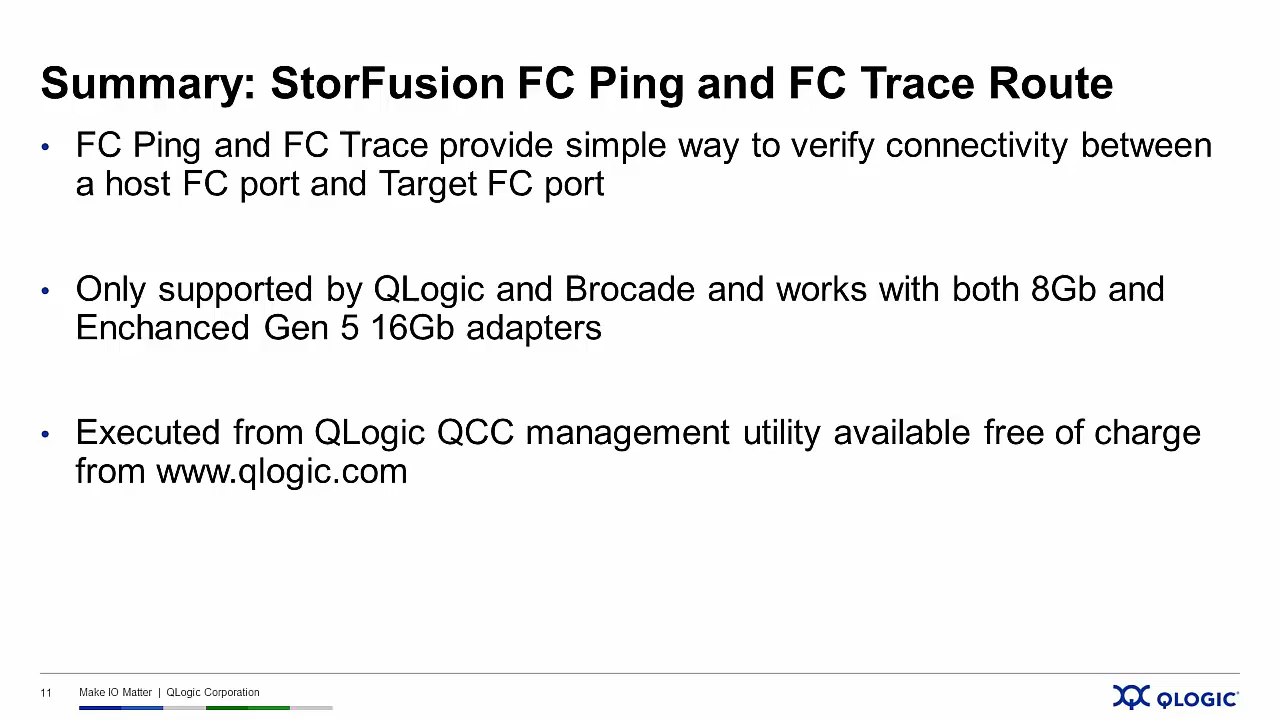 Summary: StorFusion FC Ping and FC Trace Route
• FC Ping and FC Trace provide simple way to verify connectivity between
a host FC port and Target FC port
• Only supported by QLogic and Brocade and works with both 8Gb and
Enchanced Gen 5 16Gb adapters
• Executed from QLogic QCC management utility available free of charge
from www.qlogic.com
11 Make IO Matter | QLogic Corporation
QLOGIC